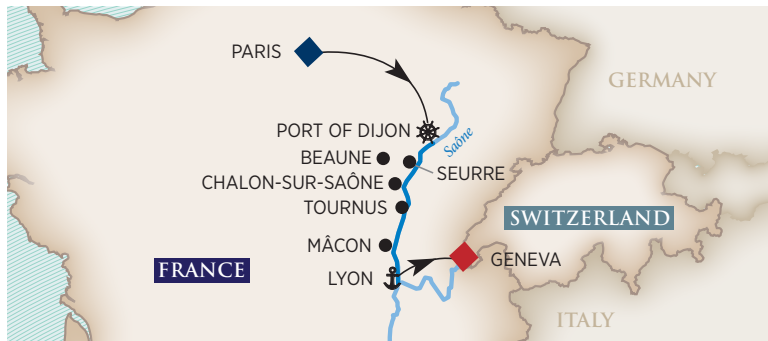 PARIS
GERMANY
PORT OF DIJON
Saône
BEAUNE
SEURRE
CHALON-SUR-SAÔNE
TOURNUS
SWITZERLAND
MÂCON
GENEVA
FRANCE
LYON
ITALY